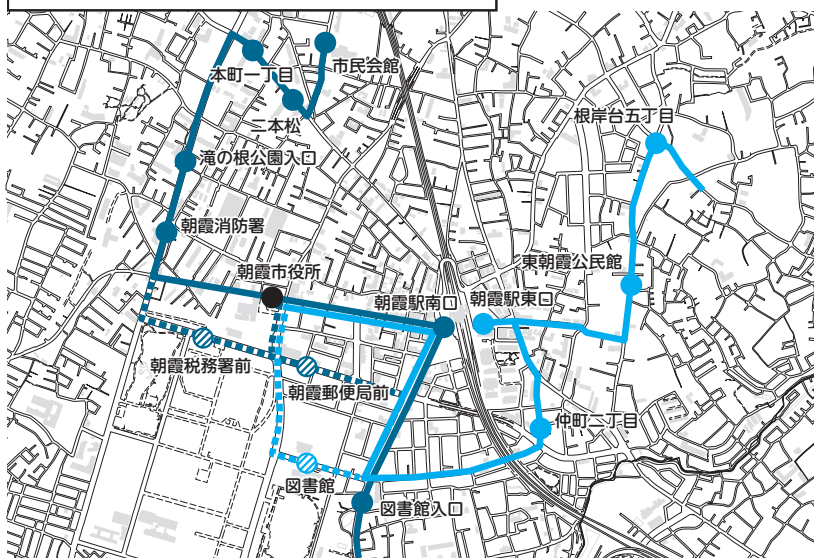 本町一丁目
市民会館
二本松
根岸台五丁目
滝の根公園入口
朝霞消防署
東朝霞公民館
朝霞市役所
朝霞駅南口
朝霞駅東口
朝霞税務署前
朝霞郵便局前
仲町二丁目
図書館
図書館入口